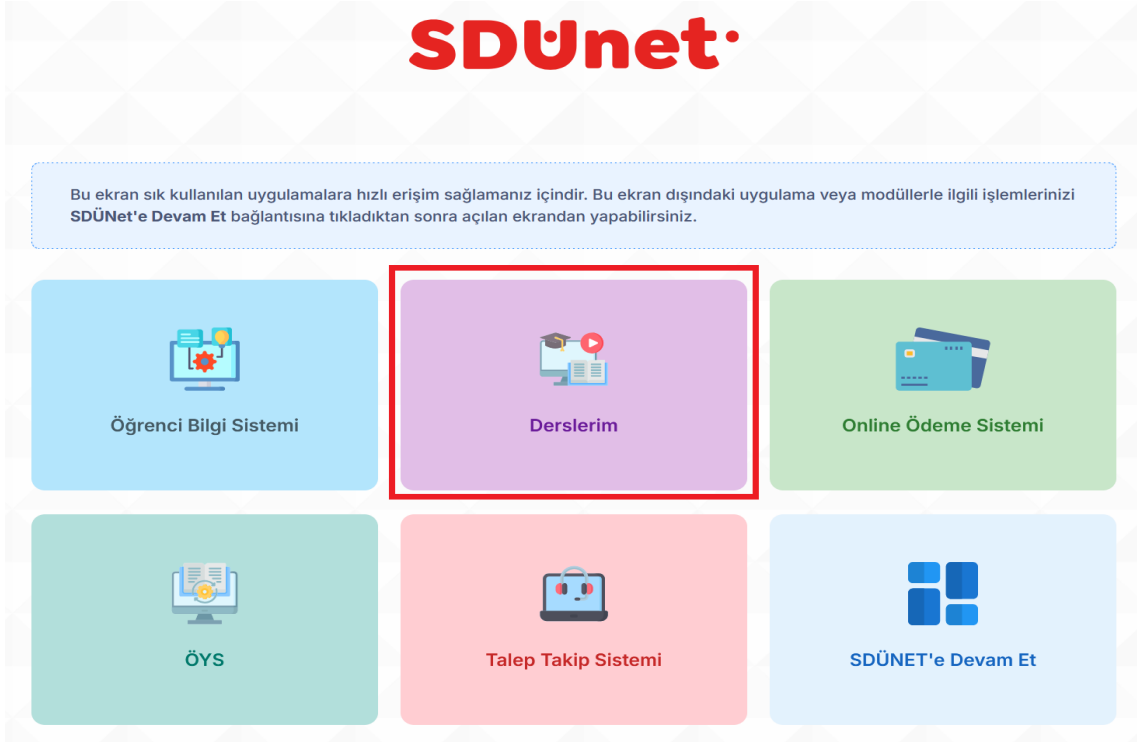 SDÜnet
Bu ekran sık kullanılan uygulamalara hızlı erişim sağlamanız içindir. Bu ekran dışındaki uygulama veya modüllerle ilgili işlemlerinizi
SDÜNet'e Devam Et bağlantısına tıkladıktan sonra açılan ekrandan yapabilirsiniz.
Öğrenci Bilgi Sistemi
Derslerim
Online Ödeme Sistemi
ÖYS
Talep Takip Sistemi
SDÜNET'e Devam Et